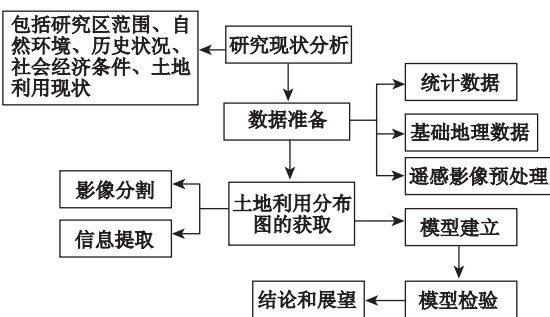 包括研究区范围、自
然环境、历史状况、
社会经济条件、土地
利用现状
研究现状分析
数据准备
统计数据
基础地理数据
遥感影像预处理
影像分割
信息提取
土地利用分布
图的获取
模型建立
模型检验
结论和展望